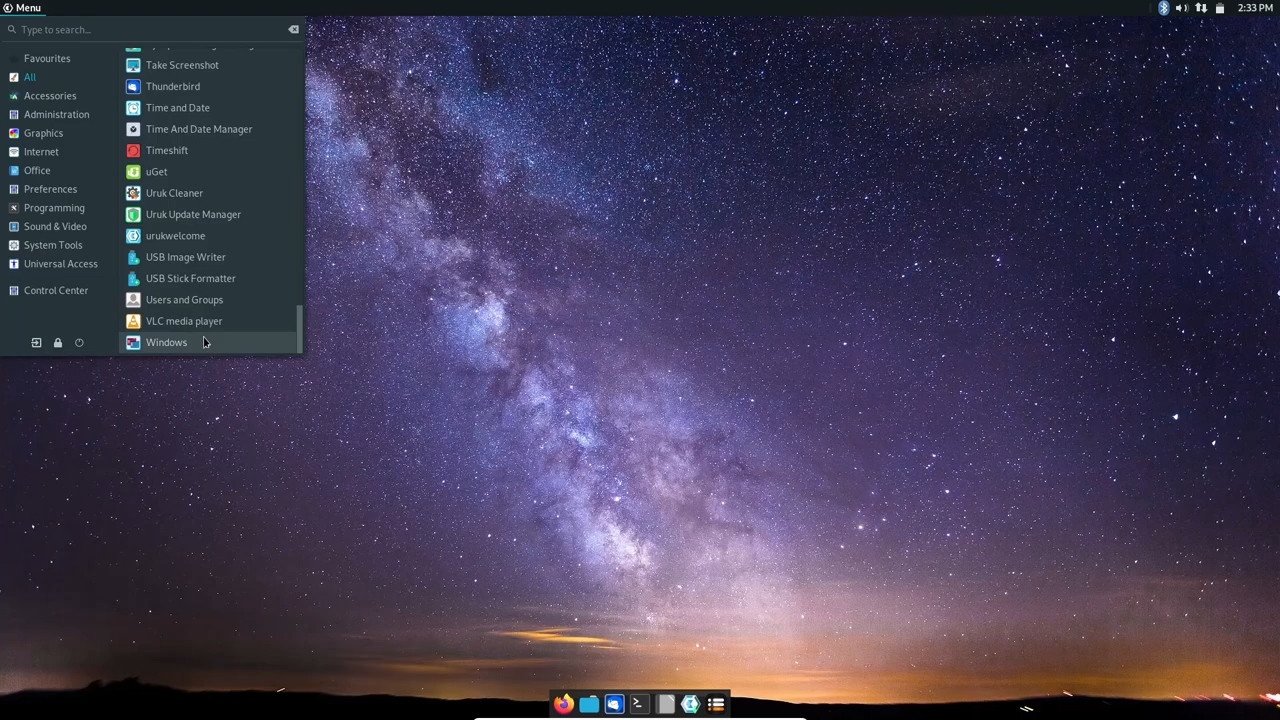 Menu
2:33 PM
Type to search...
Favourites
All
Accessories
Administration
Graphics
Internet
Office
Preferences
Programming
Sound & Video
System Tools
Universal Access
Control Center
Take Screenshot
Thunderbird
Time and Date
Time And Date Manager
Timeshift
uGet
Uruk Cleaner
Uruk Update Manager
urukwelcome
USB Image Writer
USB Stick Formatter
Users and Groups
VLC media player
Windows